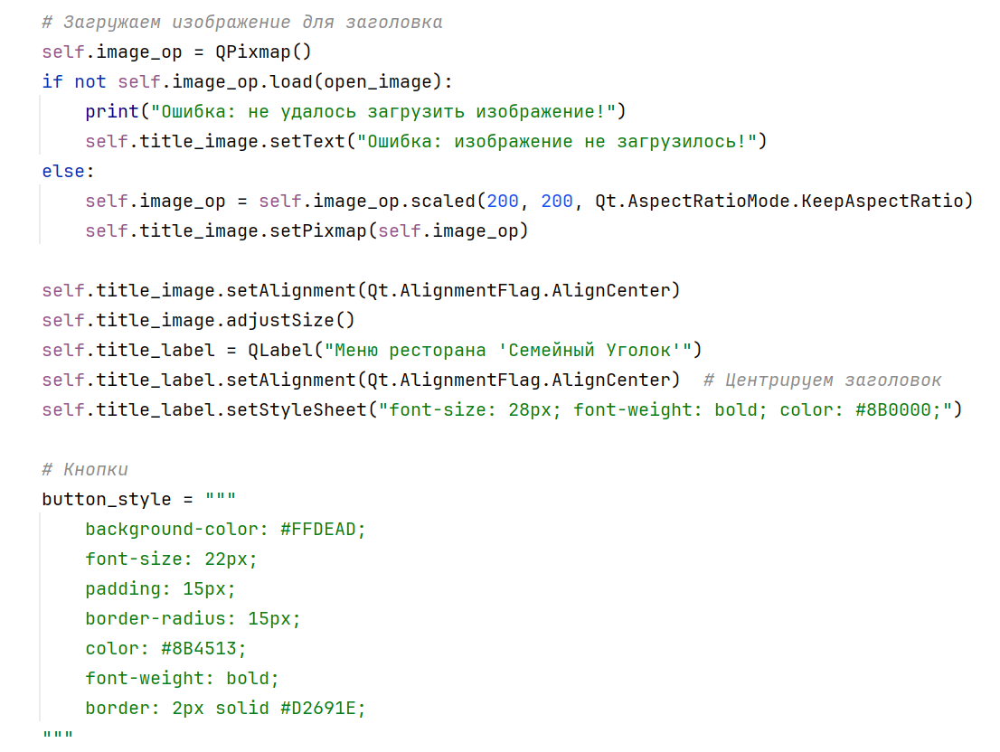 # Загружаем изображение для заголовка
self.image_op = QPixmap()
if not self.image_op.load(open_image):
    print("Ошибка: не удалось загрузить изображение!")
    self.title_image.setText("Ошибка: изображение не загрузилось!")
else:
    self.image_op = self.image_op.scaled(200, 200, Qt.AspectRatioMode.KeepAspectRatio)
    self.title_image.setPixmap(self.image_op)

self.title_image.setAlignment(Qt.AlignmentFlag.AlignCenter)
self.title_image.adjustSize()
self.title_label = QLabel("Меню ресторана 'Семейный Уголок'")
self.title_label.setAlignment(Qt.AlignmentFlag.AlignCenter)  # Центрируем заголовок
self.title_label.setStyleSheet("font-size: 28px; font-weight: bold; color: #8B0000;")

# Кнопки
button_style = """
    background-color: #FFDEAD;
    font-size: 22px;
    padding: 15px;
    border-radius: 15px;
    color: #8B4513;
    font-weight: bold;
    border: 2px solid #D2691E;
"""